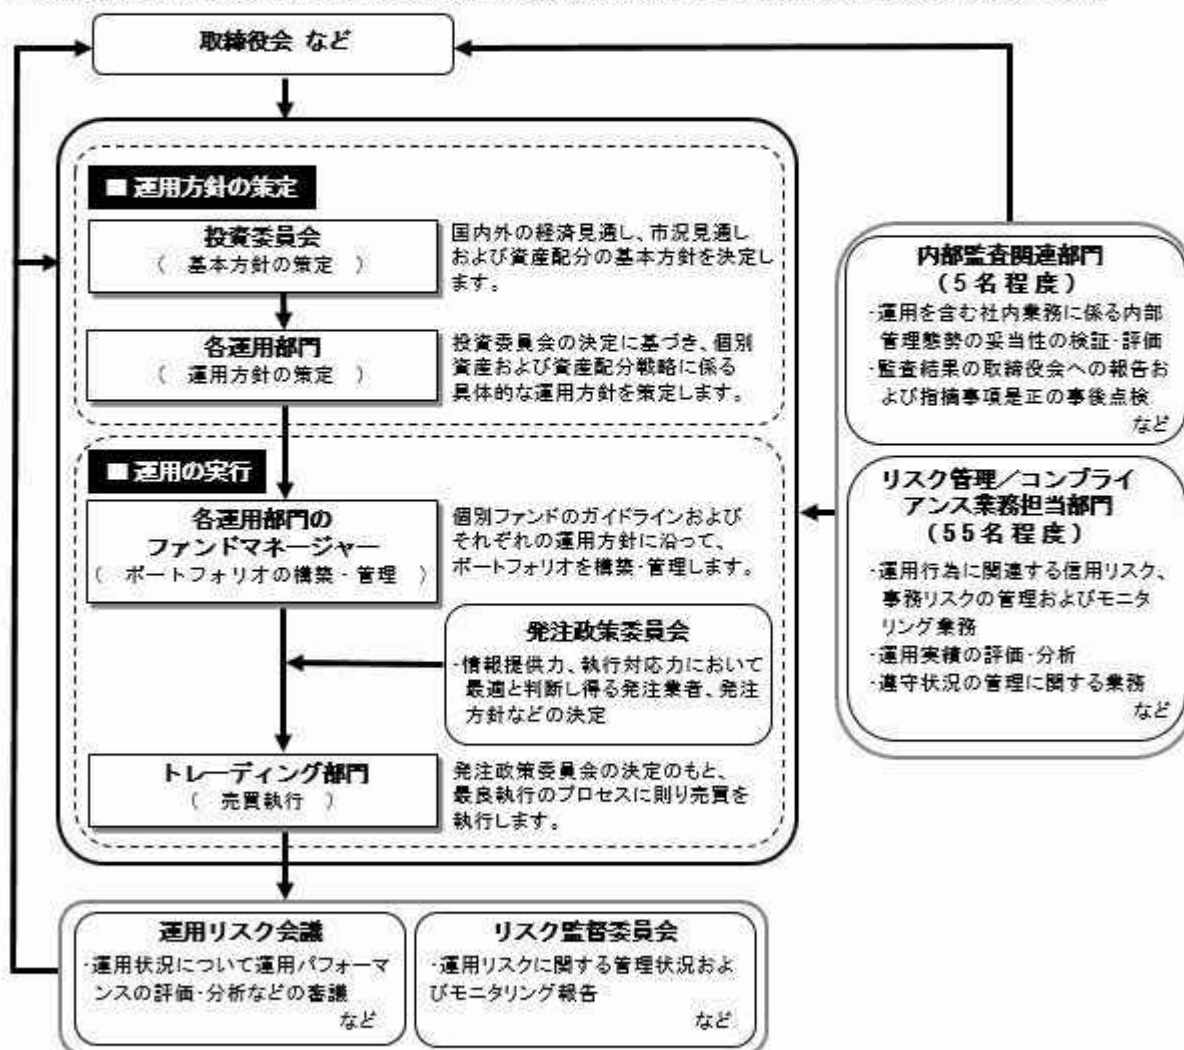 取締役会 など
■ 運用方針の策定
投資委員会
( 基本方針の策定 )
国内外の経済見通し、市況見通し
および資産配分の基本方針を決定し
ます。
各運用部門
( 運用方針の策定 )
投資委員会の決定に基づき、個別
資産および資産配分戦略に係る
具体的な運用方針を策定します。
■ 運用の実行
各運用部門の
ファンドマネージャー
( ポートフォリオの構築・管理 )
個別ファンドのガイドラインおよび
それぞれの運用方針に沿って、
ポートフォリオを構築・管理します。
発注政策委員会
・情報提供力、執行対応力において
最適と判断し得る発注業者、発注
方針などの決定
トレーディング部門
( 売買執行 )
発注政策委員会の決定のもと、
最良執行のプロセスに則り売買を
執行します。
内部監査関連部門
(5名程度)
・運用を含む社内業務に係る内部
管理態勢の妥当性の検証・評価
・監査結果の取締役会への報告お
よび指摘事項是正の事後点検
など
リスク管理/コンプライ
アンス業務担当部門
(55名程度)
・運用行為に関連する信用リスク、
事務リスクの管理およびモニタ
リング業務
・運用実績の評価・分析
・遵守状況の管理に関する業務
など
運用リスク会議
・運用状況について運用パフォーマ
ンスの評価・分析などの審議
など
リスク監督委員会
・運用リスクに関する管理状況およ
びモニタリング報告
など